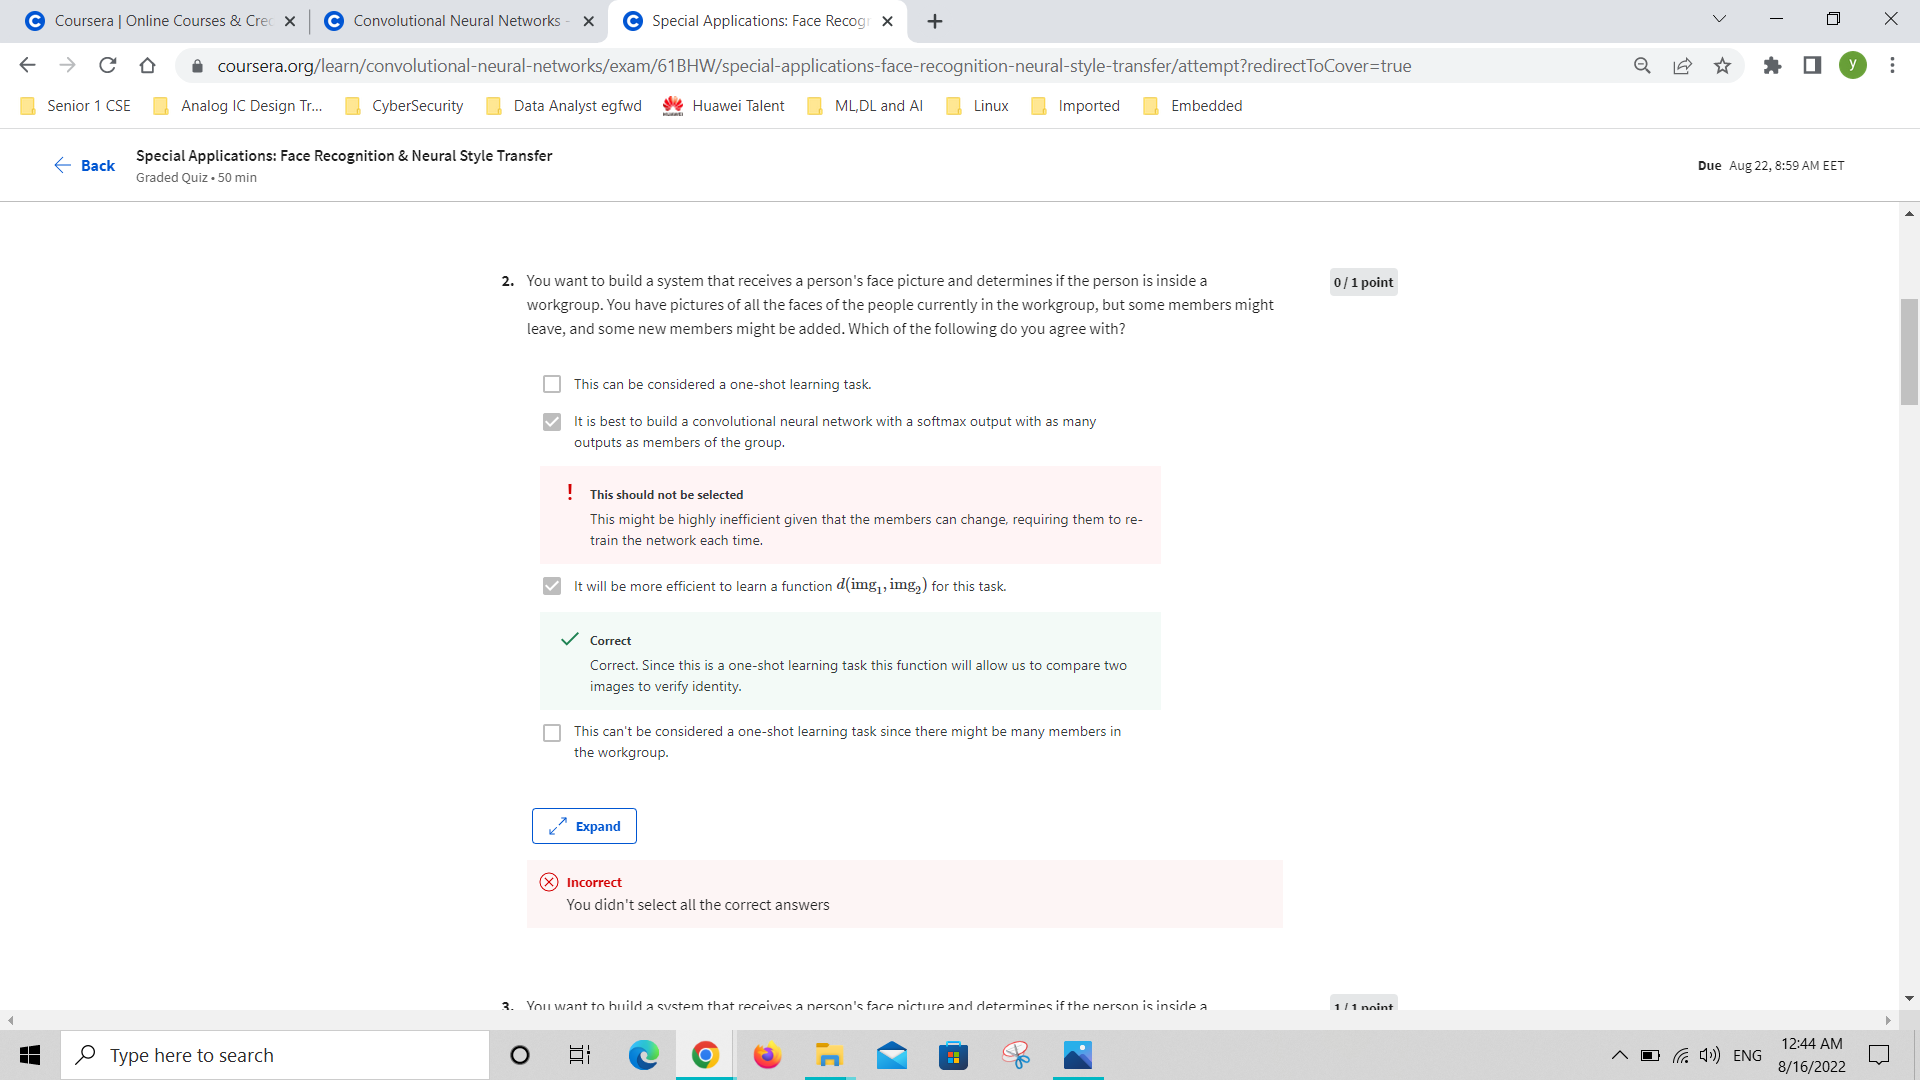 Coursera | Online Courses & Crec
Convolutional Neural Networks -
Special Applications: Face Recogn
coursera.org/learn/convolutional-neural-networks/exam/61BHW/special-applications-face-recognition-neural-style-transfer/attempt?redirectToCover=true
y
Senior 1 CSE
Analog IC Design Tr...
CyberSecurity
Data Analyst egfwd
Huawei Talent
ML,DL and AI
Linux
Imported
Embedded
Back
Special Applications: Face Recognition & Neural Style Transfer
Graded Quiz • 50 min
Due Aug 22, 8:59 AM EET
2. You want to build a system that receives a person's face picture and determines if the person is inside a
workgroup. You have pictures of all the faces of the people currently in the workgroup, but some members might
leave, and some new members might be added. Which of the following do you agree with?
0 / 1 point
This can be considered a one-shot learning task.
It is best to build a convolutional neural network with a softmax output with as many
outputs as members of the group.
! This should not be selected
This might be highly inefficient given that the members can change, requiring them to re-
train the network each time.
It will be more efficient to learn a function d(img₁, img₂) for this task.
Correct
Correct. Since this is a one-shot learning task this function will allow us to compare two
images to verify identity.
This can't be considered a one-shot learning task since there might be many members in
the workgroup.
Expand
Incorrect
You didn't select all the correct answers
3. You want to build a system that receives a person's face picture and determines if the person is inside a
1 / 1 point
Type here to search
ENG
12:44 AM
8/16/2022